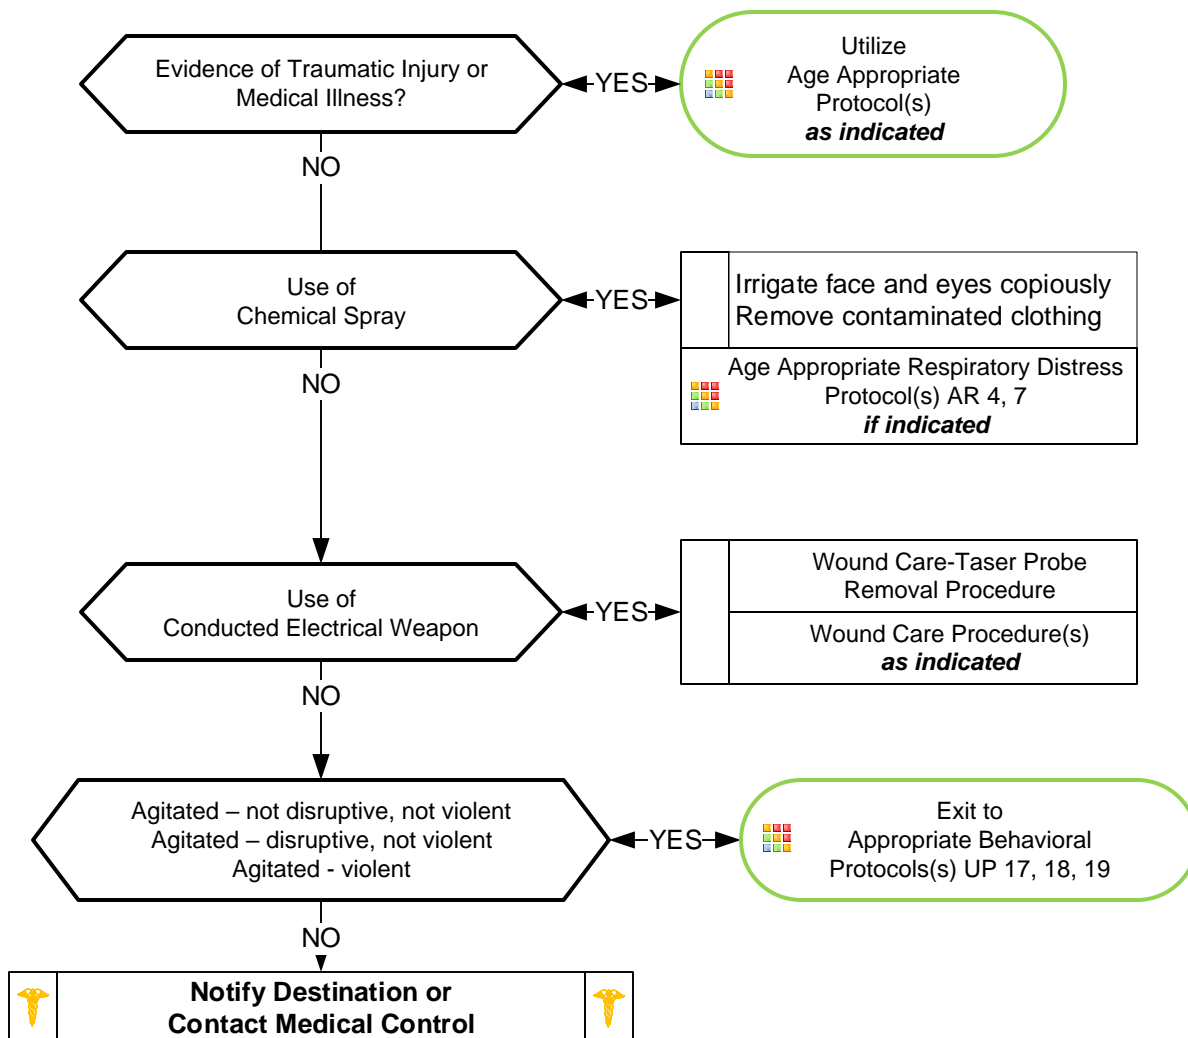 Evidence of Traumatic Injury or
Medical Illness?
YES
Utilize
Age Appropriate
Protocol(s)
as indicated
NO
Use of
Chemical Spray
YES
Irrigate face and eyes copiously
Remove contaminated clothing
Age Appropriate Respiratory Distress
Protocol(s) AR 4, 7
if indicated
NO
Use of
Conducted Electrical Weapon
YES
Wound Care-Taser Probe
Removal Procedure
Wound Care Procedure(s)
as indicated
NO
Agitated – not disruptive, not violent
Agitated – disruptive, not violent
Agitated - violent
YES
Exit to
Appropriate Behavioral
Protocols(s) UP 17, 18, 19
NO
Notify Destination or
Contact Medical Control